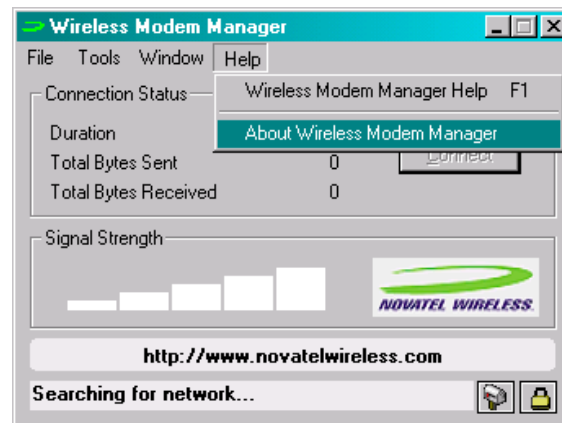 Wireless Modem Manager
File Tools Window Help
Wireless Modem Manager Help F1
About Wireless Modem Manager
Connection Status
Duration
Connect
Total Bytes Sent 0
Total Bytes Received 0
Signal Strength
NOVATEL WIRELESS.
http://www.novatelwireless.com
Searching for network...